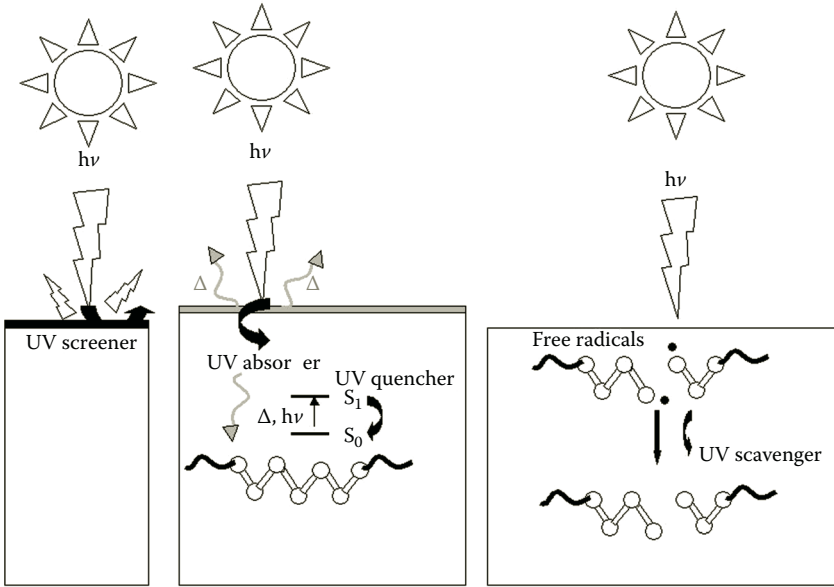 hν
hν
hν
Δ
Δ
UV screener
UV absor er
UV quencher
Δ, hν
S₁
S₀
Free radicals
UV scavenger